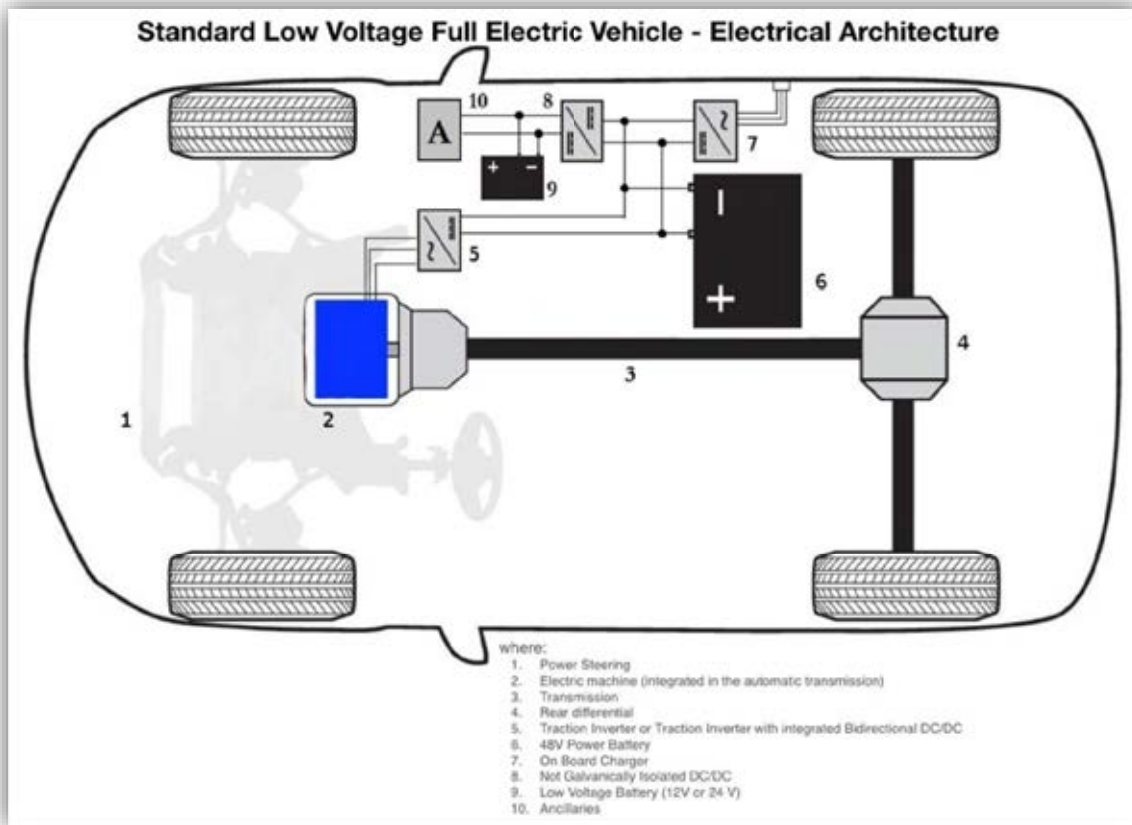 Standard Low Voltage Full Electric Vehicle - Electrical Architecture
10
8
A
7
+ −
9
5
−
+
6
4
3
1
2
where:
1. Power Steering
2. Electric machine (integrated in the automatic transmission)
3. Transmission
4. Rear differential
5. Traction Inverter or Traction Inverter with integrated Bidirectional DC/DC
6. 48V Power Battery
7. On Board Charger
8. Not Galvanically Isolated DC/DC
9. Low Voltage Battery (12V or 24 V)
10. Ancillaries